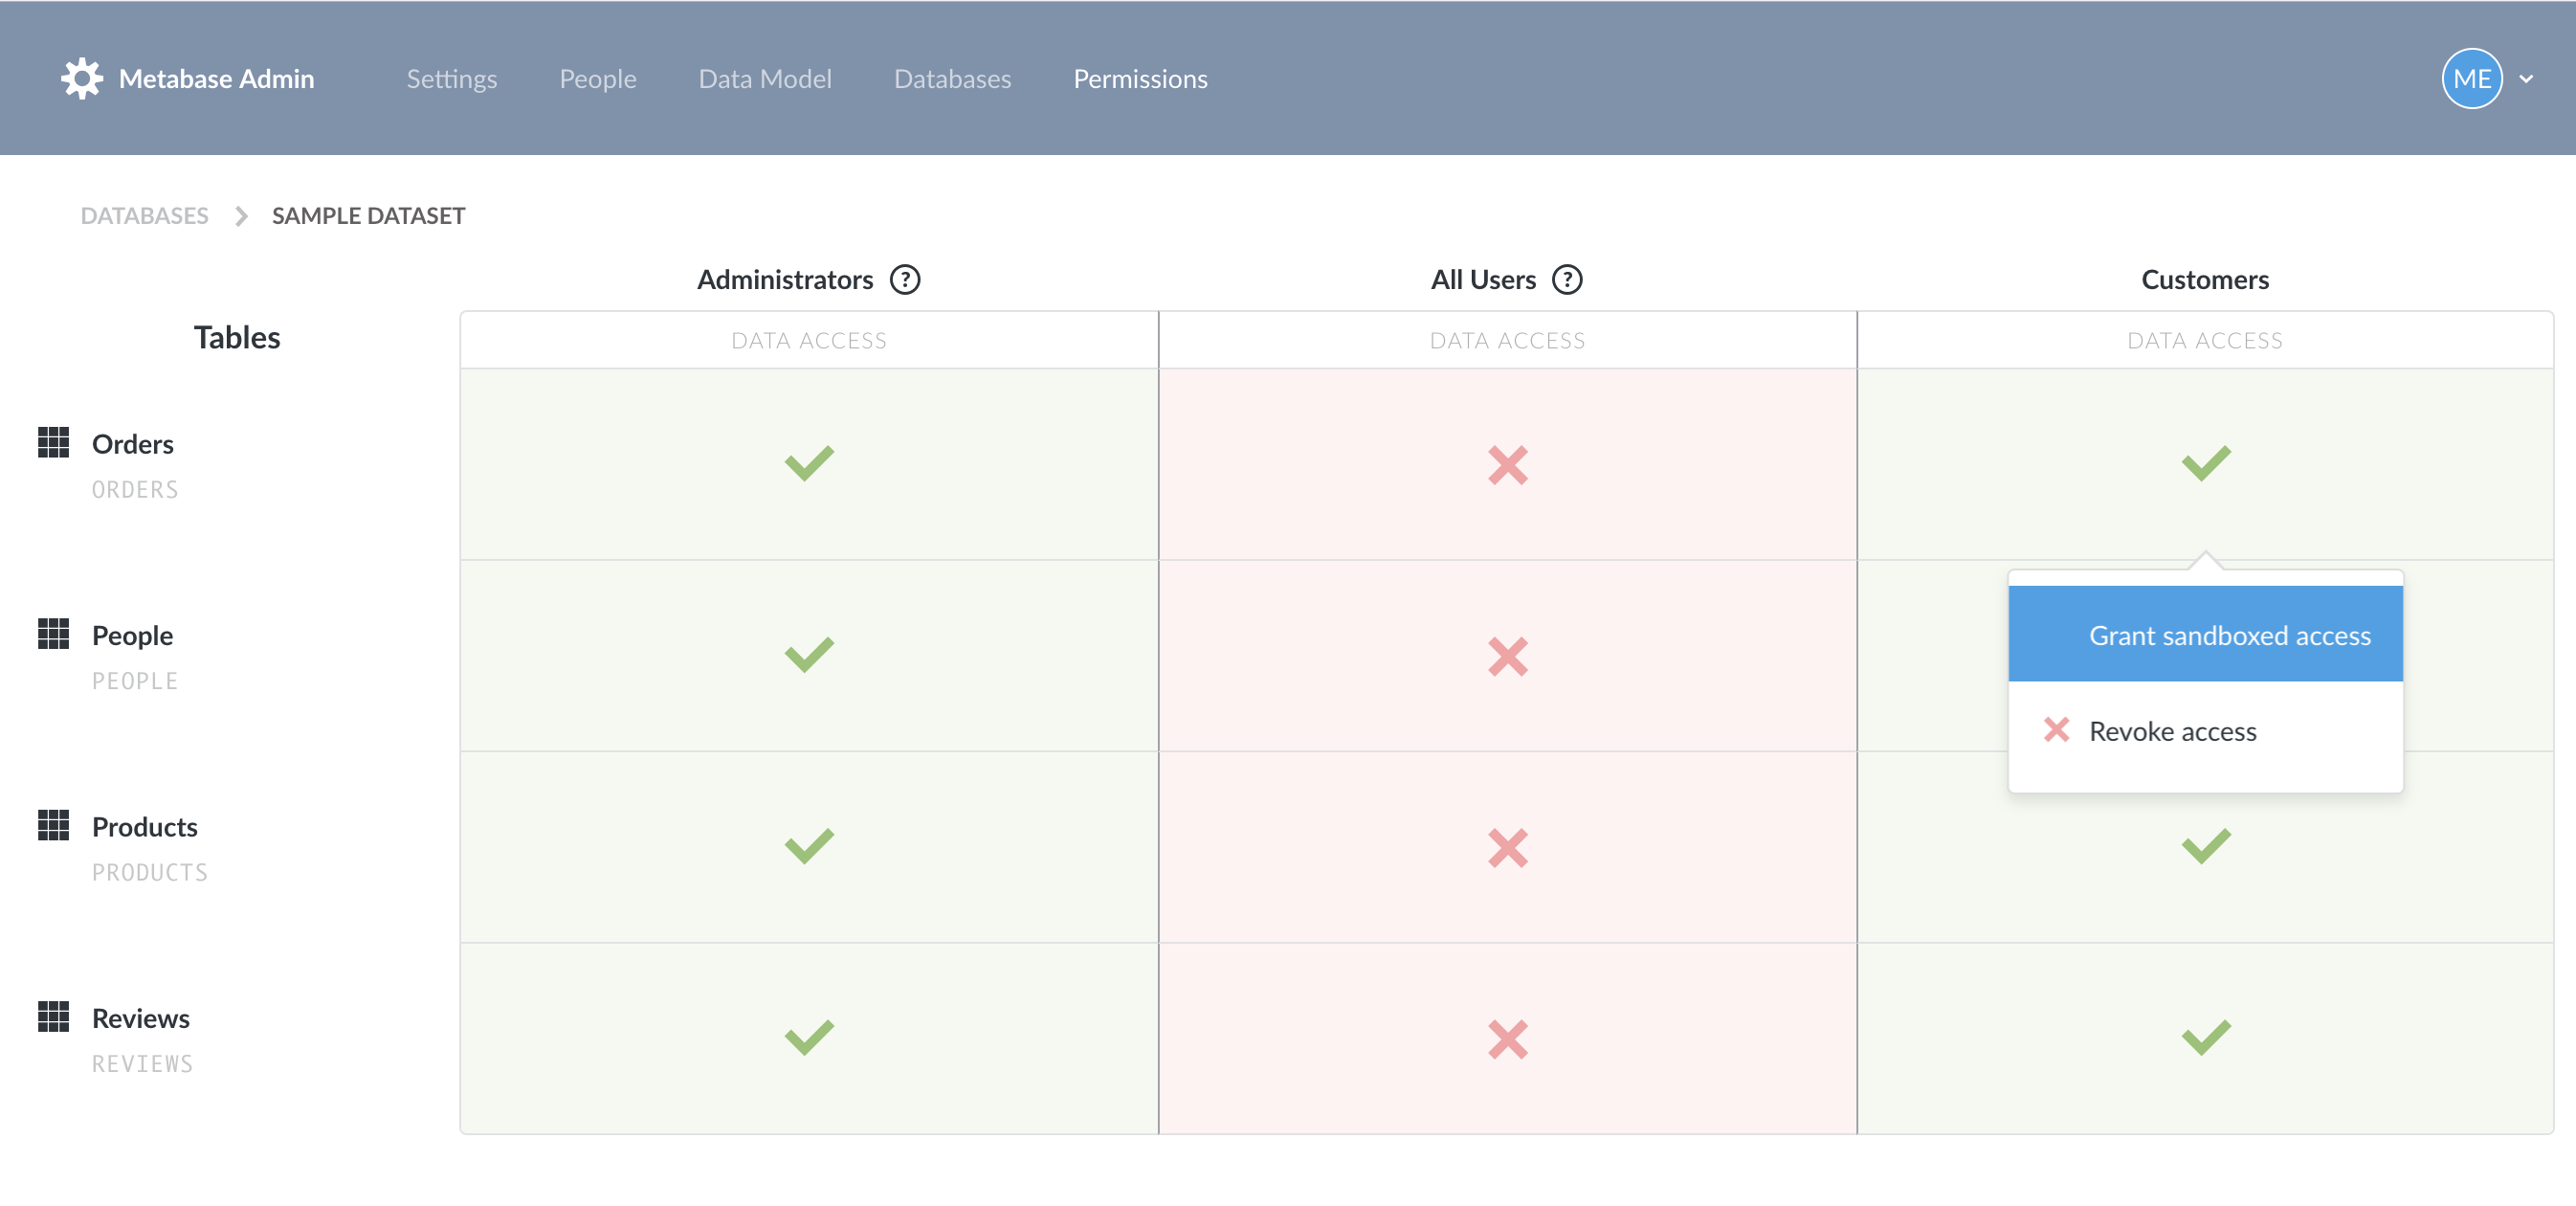 Metabase Admin Settings People Data Model Databases Permissions ME
DATABASES SAMPLE DATASET
Administrators ? All Users ? Customers
Tables DATA ACCESS DATA ACCESS DATA ACCESS
Orders
ORDERS
People
PEOPLE
Grant sandboxed access
Revoke access
Products
PRODUCTS
Reviews
REVIEWS